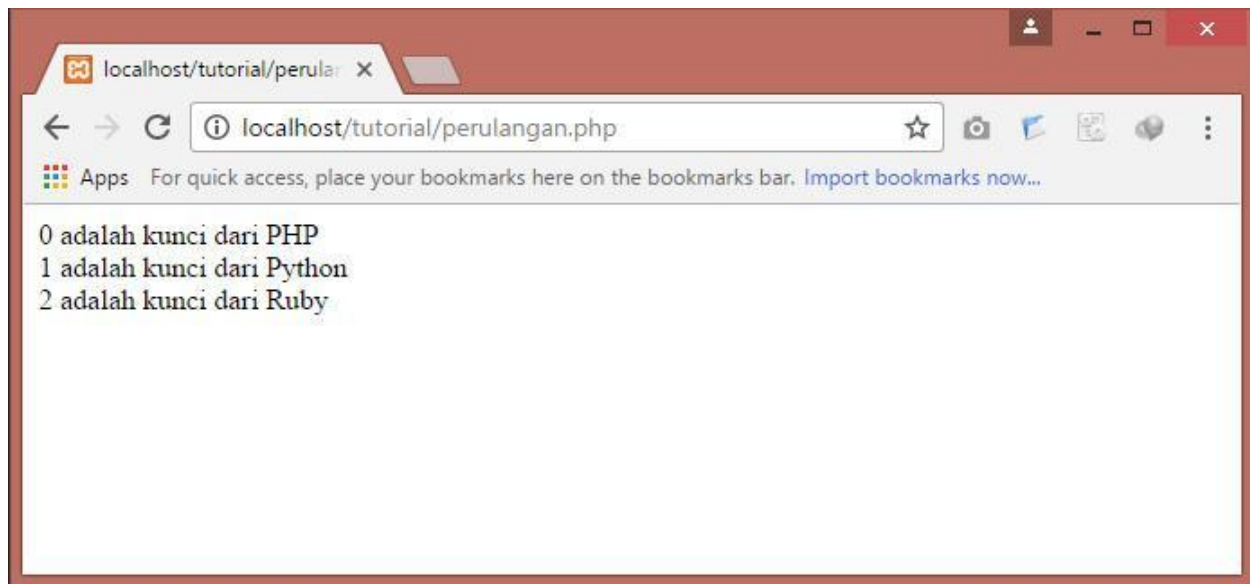 localhost/tutorial/perular
localhost/tutorial/perulangan.php
Apps For quick access, place your bookmarks here on the bookmarks bar. Import bookmarks now...
0 adalah kunci dari PHP
1 adalah kunci dari Python
2 adalah kunci dari Ruby